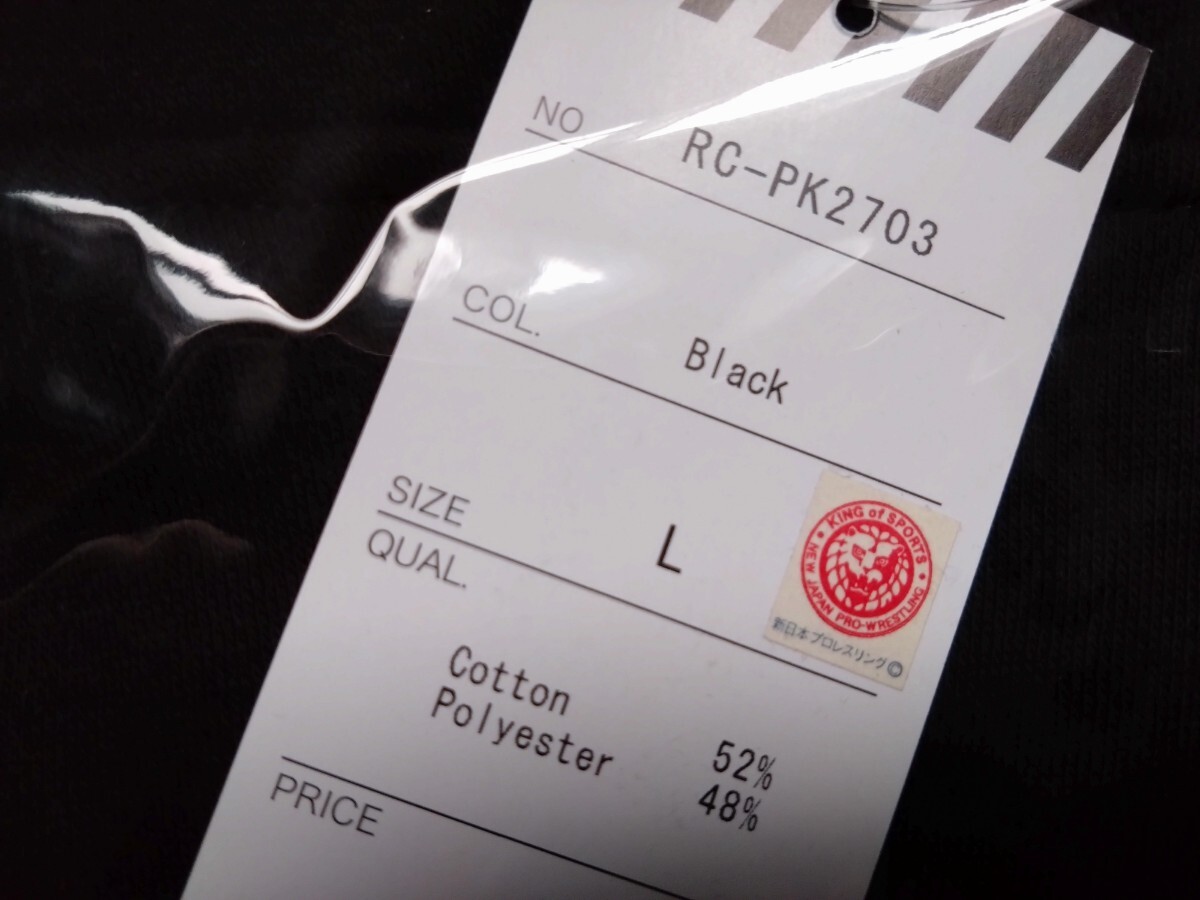 NO RC-PK2703
COL. Black
SIZE L
QUAL.
KING of SPORTS
NEW JAPAN PRO-WRESTLING
新日本プロレスリング©
Cotton 52%
Polyester 48%
PRICE